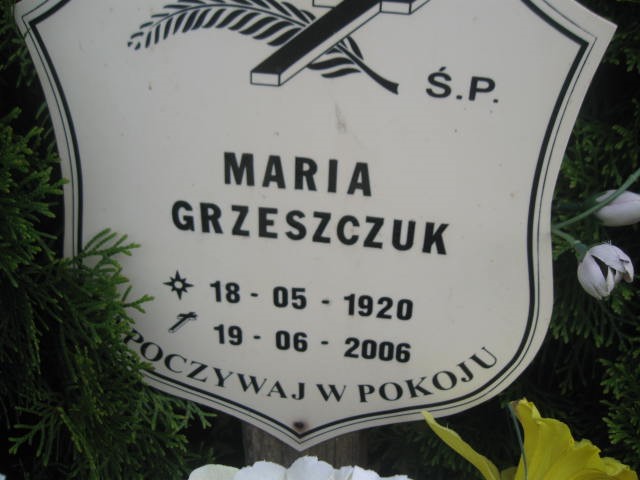 Ś.P.
MARIA
GRZESZCZUK
18 - 05 - 1920
19 - 06 - 2006
POCZYWAJ W POKOJU